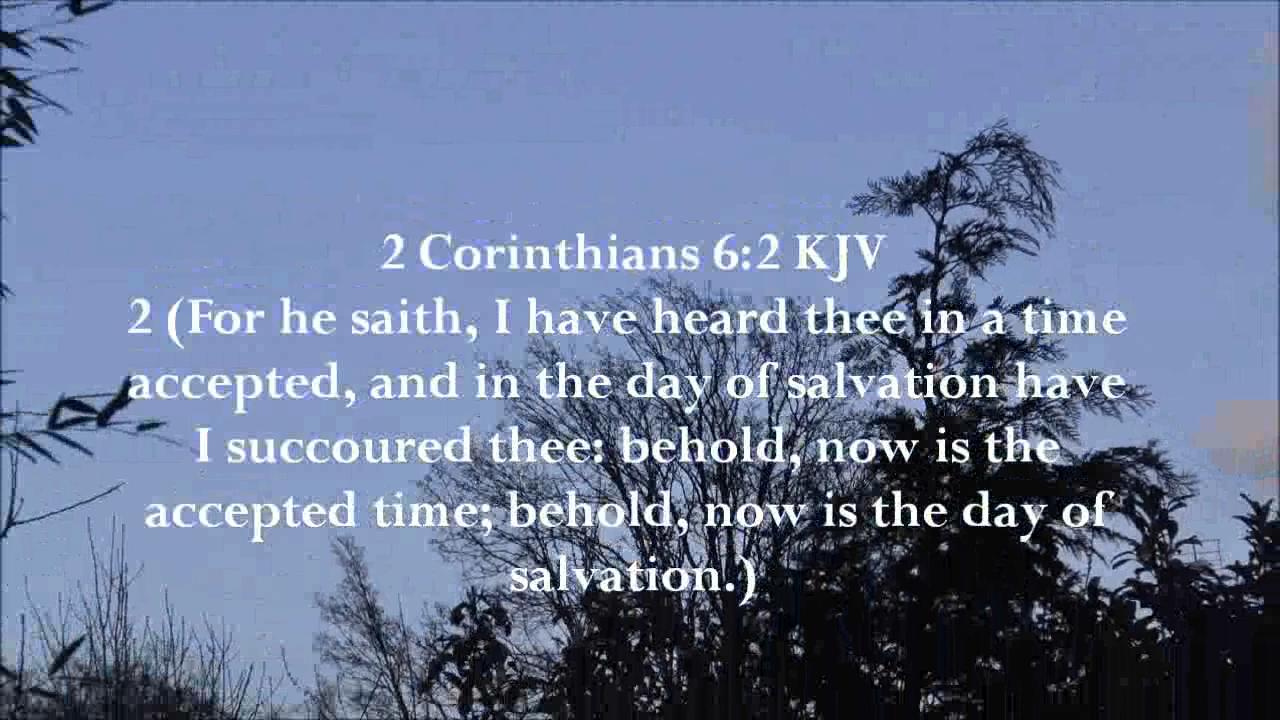 2 Corinthians 6:2 KJV
2 (For he saith, I have heard thee in a time
accepted, and in the day of salvation have
I succoured thee: behold, now is the
accepted time; behold, now is the day of
salvation.)